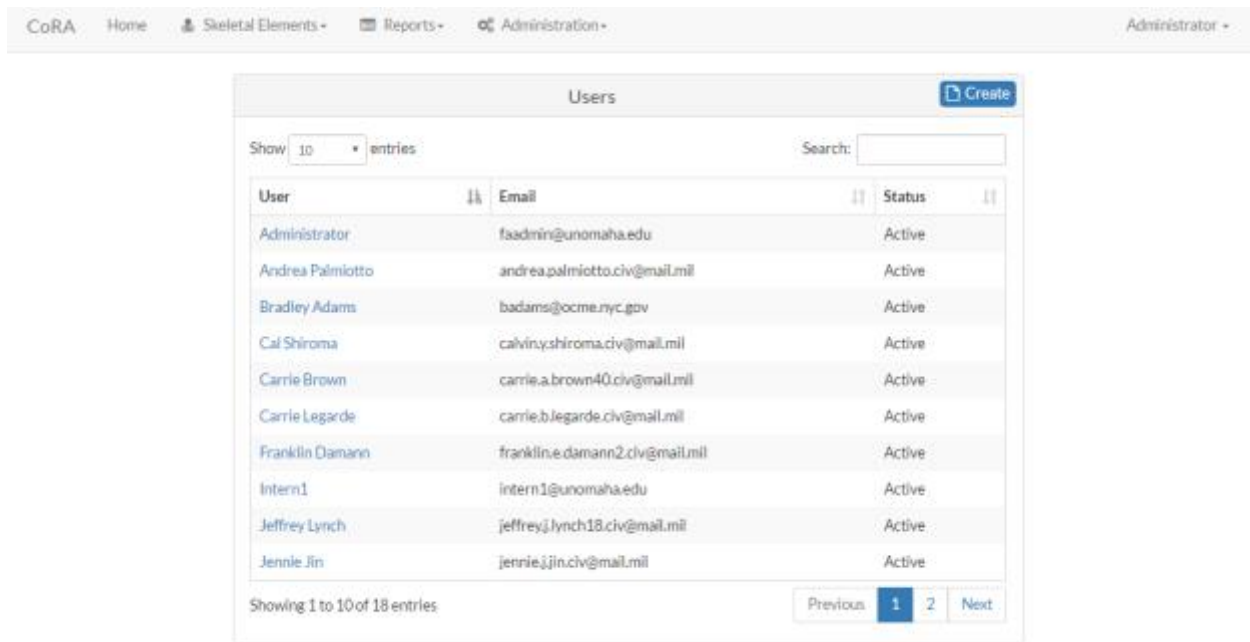 CoRA Home Skeletal Elements Reports Administration Administrator
Users Create
Show 10 entries Search:
User Email Status
Administrator faadmin@unomaha.edu Active
Andrea Palmiotto andrea.palmiotto.civ@mail.mil Active
Bradley Adams badams@ocme.nyc.gov Active
Cal Shiroma calvin.y.shiroma.civ@mail.mil Active
Carrie Brown carrie.a.brown40.civ@mail.mil Active
Carrie Legarde carrie.b.legarde.civ@mail.mil Active
Franklin Damann franklin.e.damann2.civ@mail.mil Active
Intern1 intern1@unomaha.edu Active
Jeffrey Lynch jeffrey.j.lynch18.civ@mail.mil Active
Jennie Jin jennie.j.jin.civ@mail.mil Active
Showing 1 to 10 of 18 entries Previous 1 2 Next